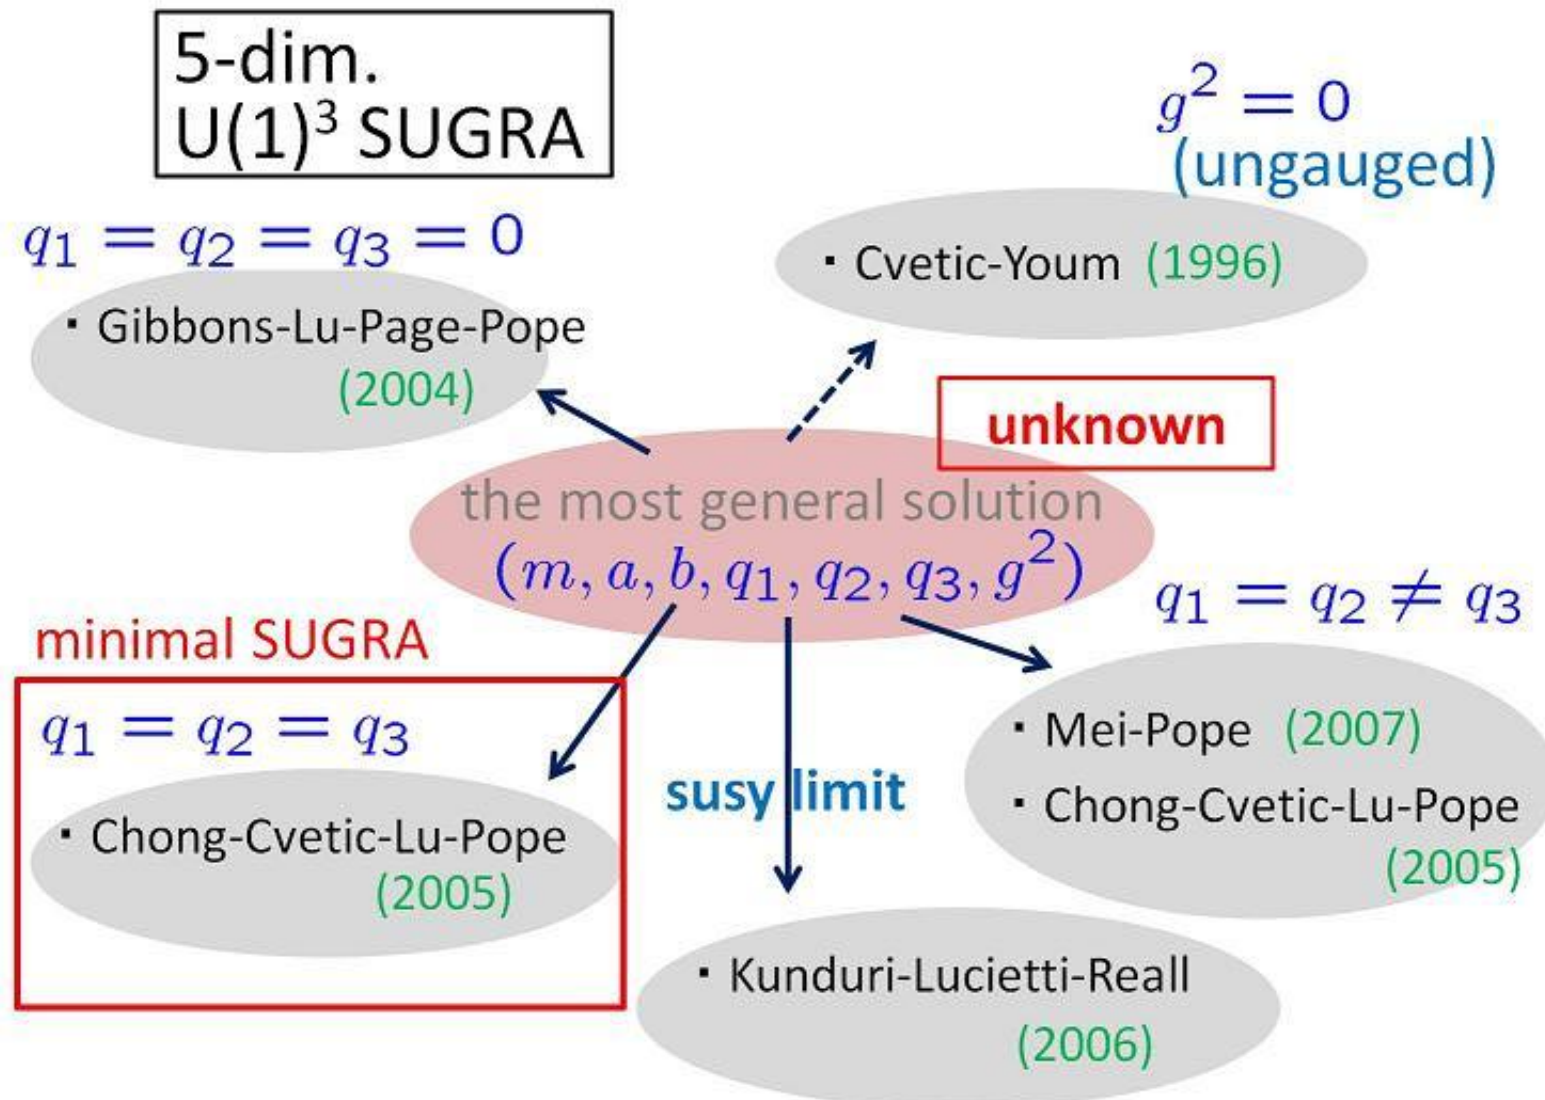 5-dim.
U(1)³ SUGRA
g² = 0
(ungauged)
q₁ = q₂ = q₃ = 0
· Cvetic-Youm (1996)
· Gibbons-Lu-Page-Pope
(2004)
unknown
the most general solution
(m, a, b, q₁, q₂, q₃, g²)
q₁ = q₂ ≠ q₃
minimal SUGRA
q₁ = q₂ = q₃
· Mei-Pope (2007)
susy limit
· Chong-Cvetic-Lu-Pope
(2005)
· Chong-Cvetic-Lu-Pope
(2005)
· Kunduri-Lucietti-Reall
(2006)